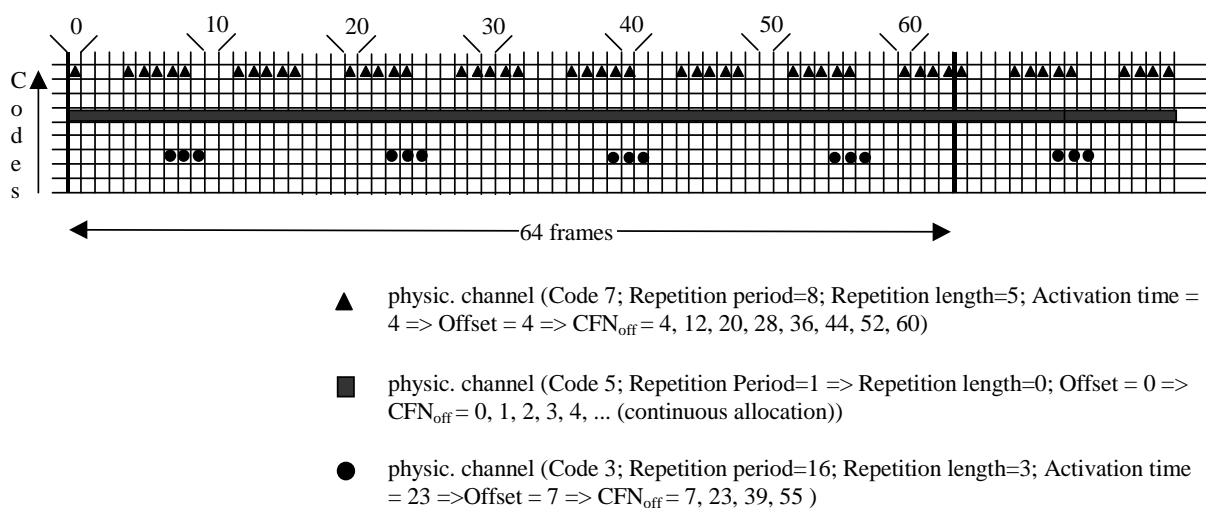 0 10 20 30 40 50 60
C
o
d
e
s
64 frames
physic. channel (Code 7; Repetition period=8; Repetition length=5; Activation time =
4 => Offset = 4 => CFNoff = 4, 12, 20, 28, 36, 44, 52, 60)
physic. channel (Code 5; Repetition Period=1 => Repetition length=0; Offset = 0 =>
CFNoff = 0, 1, 2, 3, 4, ... (continuous allocation))
physic. channel (Code 3; Repetition period=16; Repetition length=3; Activation time
= 23 =>Offset = 7 => CFNoff = 7, 23, 39, 55 )